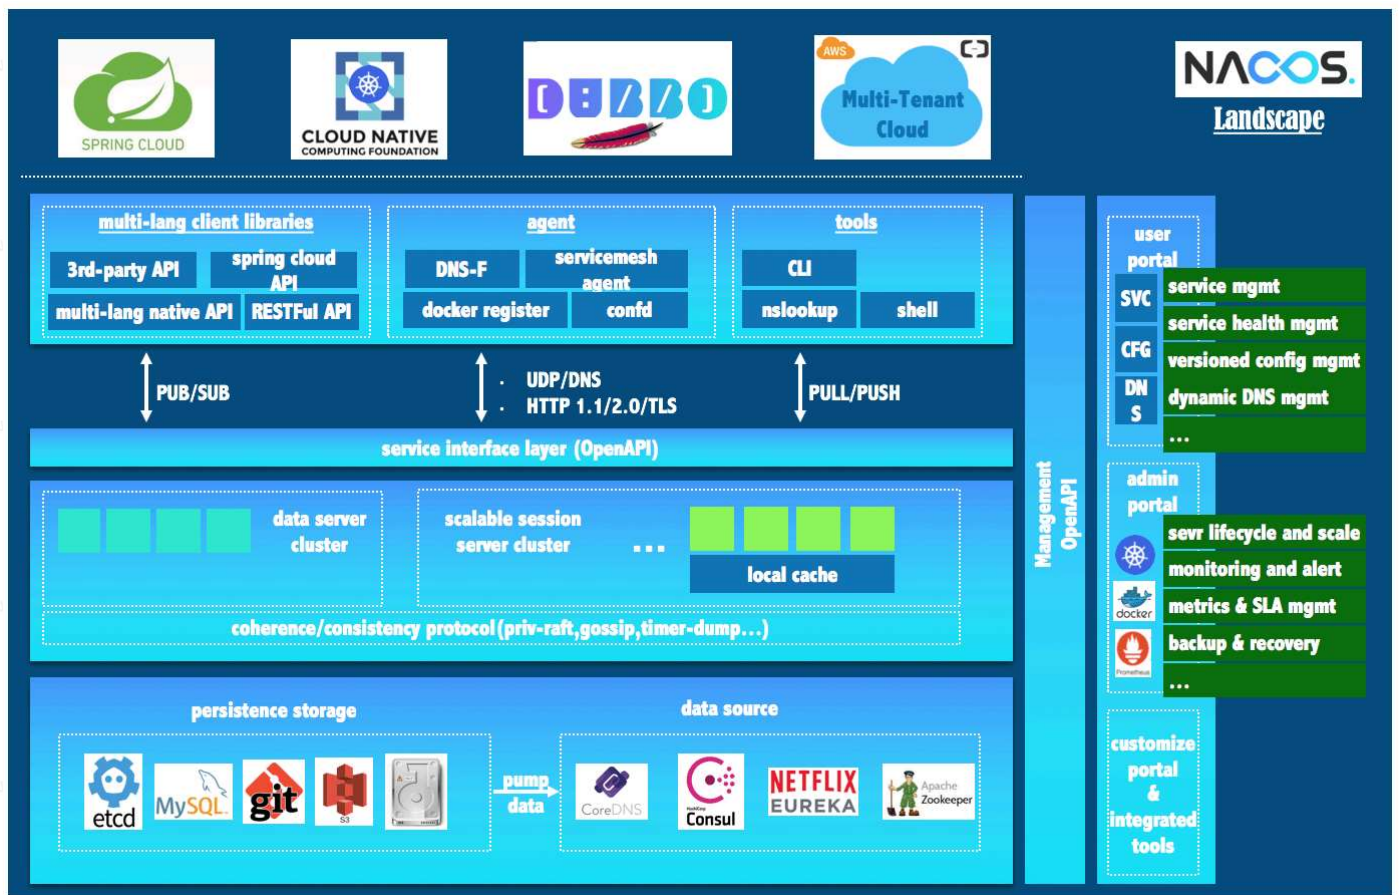 SPRING CLOUD
CLOUD NATIVE
COMPUTING FOUNDATION
DUBBO
AWS
Multi-Tenant
Cloud
NACOS.
Landscape
multi-lang client libraries
3rd-party API
spring cloud
API
multi-lang native API
RESTFul API
agent
DNS-F
servicemesh
agent
docker register
confd
tools
CLI
nslookup
shell
PUB/SUB
· UDP/DNS
· HTTP 1.1/2.0/TLS
PULL/PUSH
service interface layer (OpenAPI)
data server
cluster
scalable session
server cluster
...
local cache
coherence/consistency protocol(priv-raft,gossip,timer-dump...)
persistence storage
etcd
MySQL
git
S3
pump
data
data source
CoreDNS
HashiCorp
Consul
NETFLIX
EUREKA
Apache
Zookeeper
Management
OpenAPI
user
portal
SVC
CFG
DN
S
service mgmt
service health mgmt
versioned config mgmt
dynamic DNS mgmt
...
admin
portal
docker
Prometheus
sevr lifecycle and scale
monitoring and alert
metrics & SLA mgmt
backup & recovery
...
customize
portal
&
integrated
tools